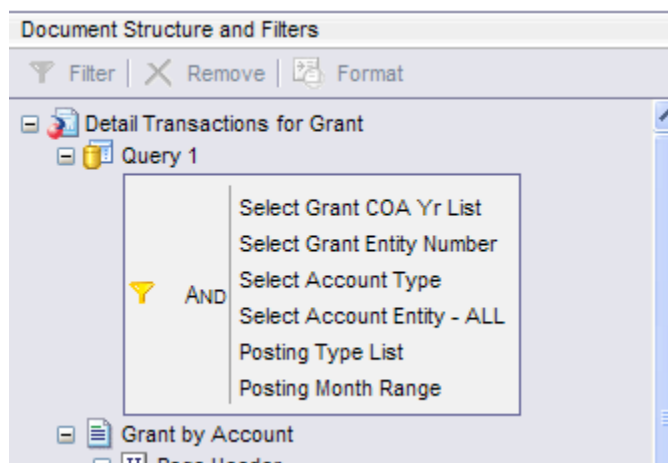 Document Structure and Filters
Filter Remove Format
Detail Transactions for Grant
Query 1
Select Grant COA Yr List
Select Grant Entity Number
AND Select Account Type
Select Account Entity - ALL
Posting Type List
Posting Month Range
Grant by Account
Page Header